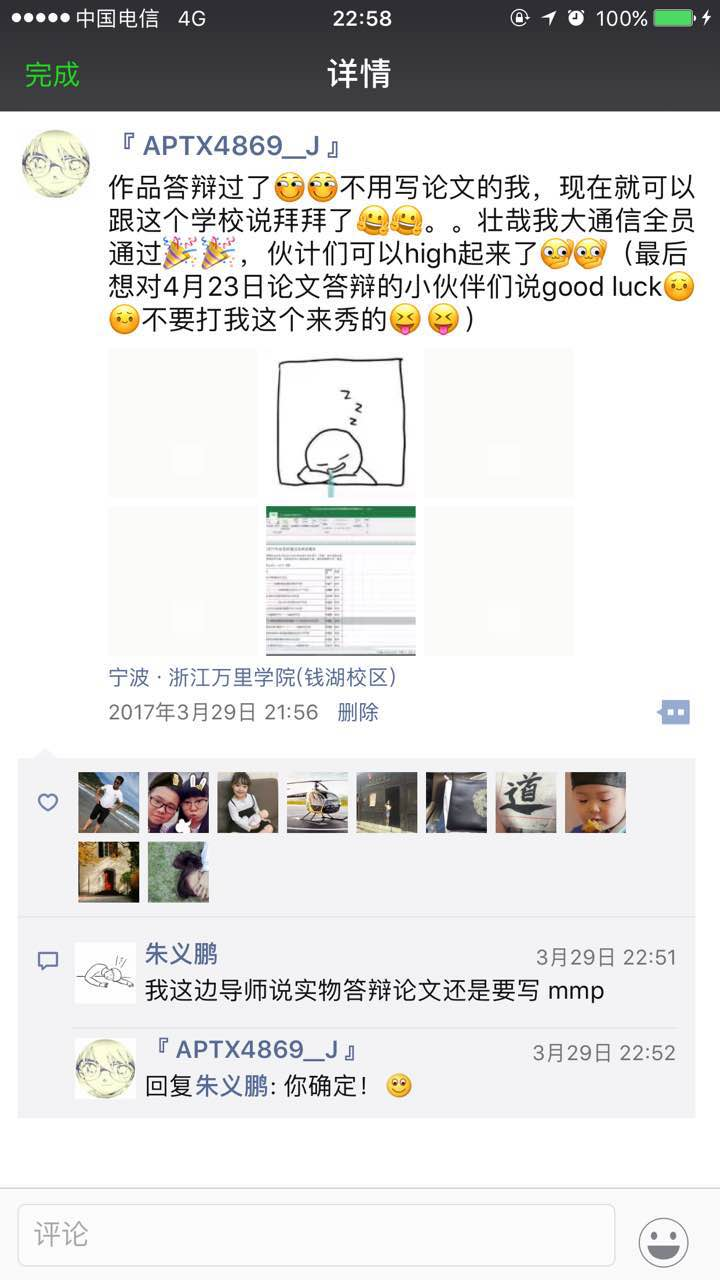 中国电信 4G 22:58 100%
完成 详情
『 APTX4869__J 』
作品答辩过了不用写论文的我，现在就可以
跟这个学校说拜拜了。。壮哉我大通信全员
通过，伙计们可以high起来了（最后
想对4月23日论文答辩的小伙伴们说good luck
不要打我这个来秀的）
z
z
z
宁波 · 浙江万里学院(钱湖校区)
2017年3月29日 21:56 删除
道
朱义鹏 3月29日 22:51
我这边导师说实物答辩论文还是要写 mmp
『 APTX4869__J 』 3月29日 22:52
回复朱义鹏: 你确定！
评论